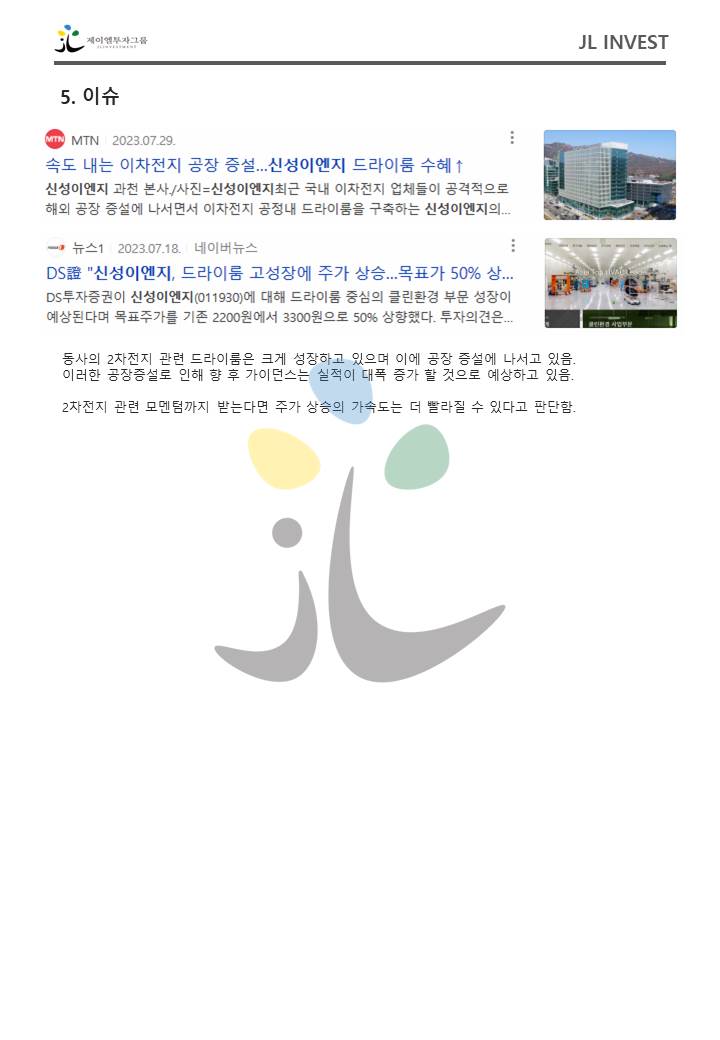 제이엘투자그룹
JLINVESTMENT
JL INVEST
5. 이슈
MTN
MTN 2023.07.29.
속도 내는 이차전지 공장 증설...신성이엔지 드라이룸 수혜↑
신성이엔지 과천 본사./사진=신성이엔지최근 국내 이차전지 업체들이 공격적으로
해외 공장 증설에 나서면서 이차전지 공정내 드라이룸을 구축하는 신성이엔지의...
뉴스1 2023.07.18. 네이버뉴스
DS證 "신성이엔지, 드라이룸 고성장에 주가 상승...목표가 50% 상...
DS투자증권이 신성이엔지(011930)에 대해 드라이룸 중심의 클린환경 부문 성장이
예상된다며 목표주가를 기존 2200원에서 3300원으로 50% 상향했다. 투자의견은...
클린환경 사업부문
동사의 2차전지 관련 드라이룸은 크게 성장하고 있으며 이에 공장 증설에 나서고 있음.
이러한 공장증설로 인해 향 후 가이던스는 실적이 대폭 증가 할 것으로 예상하고 있음.
2차전지 관련 모멘텀까지 받는다면 주가 상승의 가속도는 더 빨라질 수 있다고 판단함.